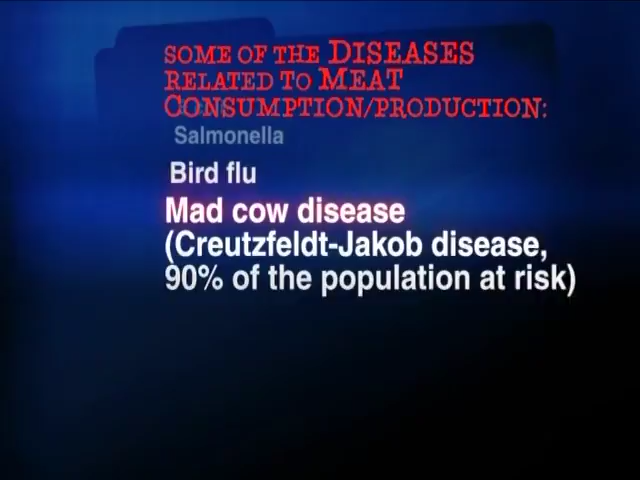 SOME OF THE DISEASES
RELATED TO MEAT
CONSUMPTION/PRODUCTION:
Salmonella
Bird flu
Mad cow disease
(Creutzfeldt-Jakob disease,
90% of the population at risk)